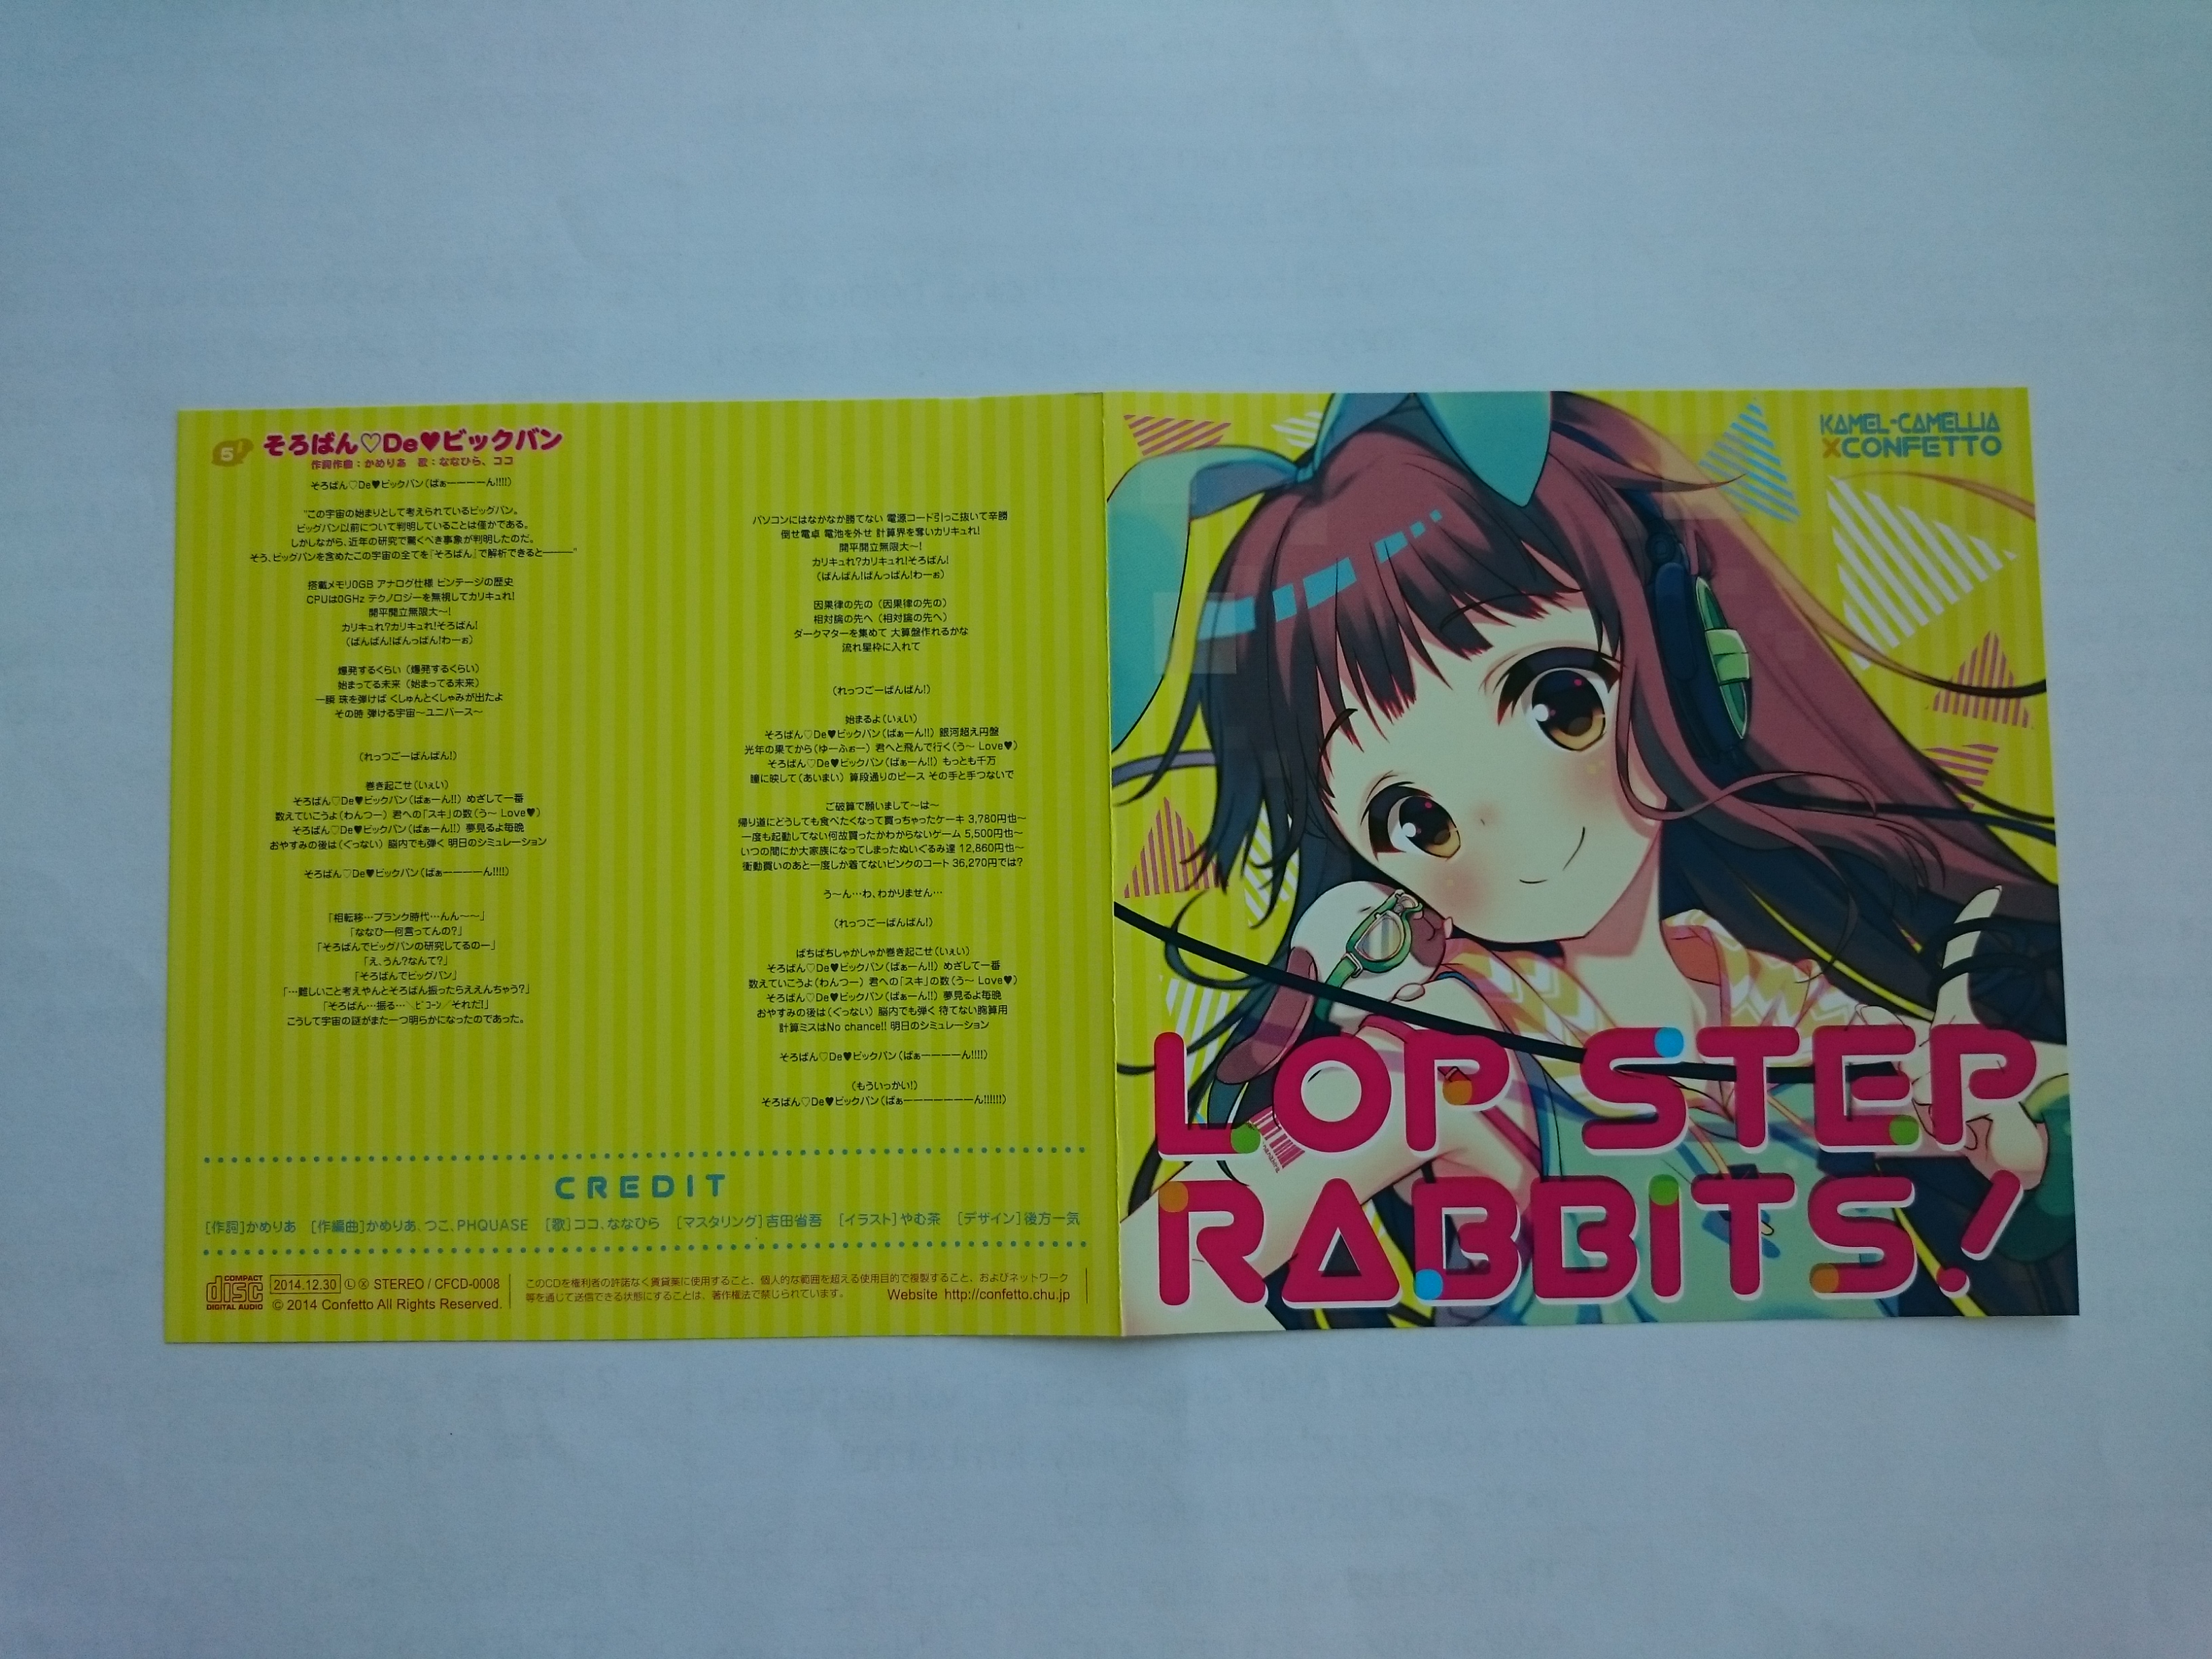 5
そろばん♡De♥ビックバン
作詞作曲：かめりあ 歌：ななひら、ココ
そろばん♡De♥ビックバン（ばぁーーーーん!!!!）
"この宇宙の始まりとして考えられているビッグバン。
ビッグバン以前について判明していることは僅かである。
しかしながら、近年の研究で驚くべき事象が判明したのだ。
そう、ビッグバンを含めたこの宇宙の全てを『そろばん』で解析できると―――"
搭載メモリ0GB アナログ仕様 ビンテージの歴史
CPUは0GHz テクノロジーを無視してカリキュれ!
開平開立無限大〜!
カリキュれ?カリキュれ!そろばん!
（ばんばん!ばんっばん!わーぉ）
爆発するくらい（爆発するくらい）
始まってる未来（始まってる未来）
一瞬 珠を弾けば くしゅんとくしゃみが出たよ
その時 弾ける宇宙〜ユニバース〜
（れっつごーばんばん!）
巻き起こせ（いぇい）
そろばん♡De♥ビックバン（ばぁーん!!）めざして一番
数えていこうよ（わんつー）君への「スキ」の数（う〜 Love♥）
そろばん♡De♥ビックバン（ばぁーん!!）夢見るよ毎晩
おやすみの後は（ぐっない）脳内でも弾く 明日のシミュレーション
そろばん♡De♥ビックバン（ばぁーーーーん!!!!）
「相転移…プランク時代…んん〜〜」
「ななひー何言ってんの?」
「そろばんでビッグバンの研究してるのー」
「え、うん?なんて?」
「そろばんでビッグバン」
「…難しいこと考えやんとそろばん振ったらええんちゃう?」
「そろばん…振る…＼ﾋﾟｺｰﾝ／それだ!」
こうして宇宙の謎がまた一つ明らかになったのであった。
パソコンにはなかなか勝てない 電源コード引っこ抜いて辛勝
倒せ電卓 電池を外せ 計算界を奪いカリキュれ!
開平開立無限大〜!
カリキュれ?カリキュれ!そろばん!
（ばんばん!ばんっばん!わーぉ）
因果律の先の（因果律の先の）
相対論の先へ（相対論の先へ）
ダークマターを集めて 大算盤作れるかな
流れ星枠に入れて
（れっつごーばんばん!）
始まるよ（いぇい）
そろばん♡De♥ビックバン（ばぁーん!!）銀河超え円盤
光年の果てから（ゆーふぉー）君へと飛んで行く（う〜 Love♥）
そろばん♡De♥ビックバン（ばぁーん!!）もっとも千万
瞳に映して（あいまい）算段通りのピース その手と手つないで
ご破算で願いまして〜は〜
帰り道にどうしても食べたくなって買っちゃったケーキ 3,780円也〜
一度も起動してない何故買ったかわからないゲーム 5,500円也〜
いつの間にか大家族になってしまったぬいぐるみ達 12,860円也〜
衝動買いのあと一度しか着てないピンクのコート 36,270円では?
う〜ん…わ、わかりません…
（れっつごーばんばん!）
ぱちぱちしゃかしゃか巻き起こせ（いぇい）
そろばん♡De♥ビックバン（ばぁーん!!）めざして一番
数えていこうよ（わんつー）君への「スキ」の数（う〜 Love♥）
そろばん♡De♥ビックバン（ばぁーん!!）夢見るよ毎晩
おやすみの後は（ぐっない）脳内でも弾く 待てない胸算用
計算ミスはNo chance!! 明日のシミュレーション
そろばん♡De♥ビックバン（ばぁーーーーん!!!!）
（もういっかい!）
そろばん♡De♥ビックバン（ばぁーーーーーーーん!!!!!!）
CREDIT
［作詞］かめりあ ［作編曲］かめりあ、つこ、PHQUASE ［歌］ココ、ななひら ［マスタリング］吉田省吾 ［イラスト］やむ茶 ［デザイン］後方一気
COMPACT disc DIGITAL AUDIO
2014.12.30 Ⓛ Ⓧ STEREO / CFCD-0008
© 2014 Confetto All Rights Reserved.
このCDを権利者の許諾なく賃貸業に使用すること、個人的な範囲を超える使用目的で複製すること、およびネットワーク
等を通じて送信できる状態にすることは、著作権法で禁じられています。 Website http://confetto.chu.jp
KAMEL-CAMELLIA
XCONFETTO
LOP STEP
RABBITS!